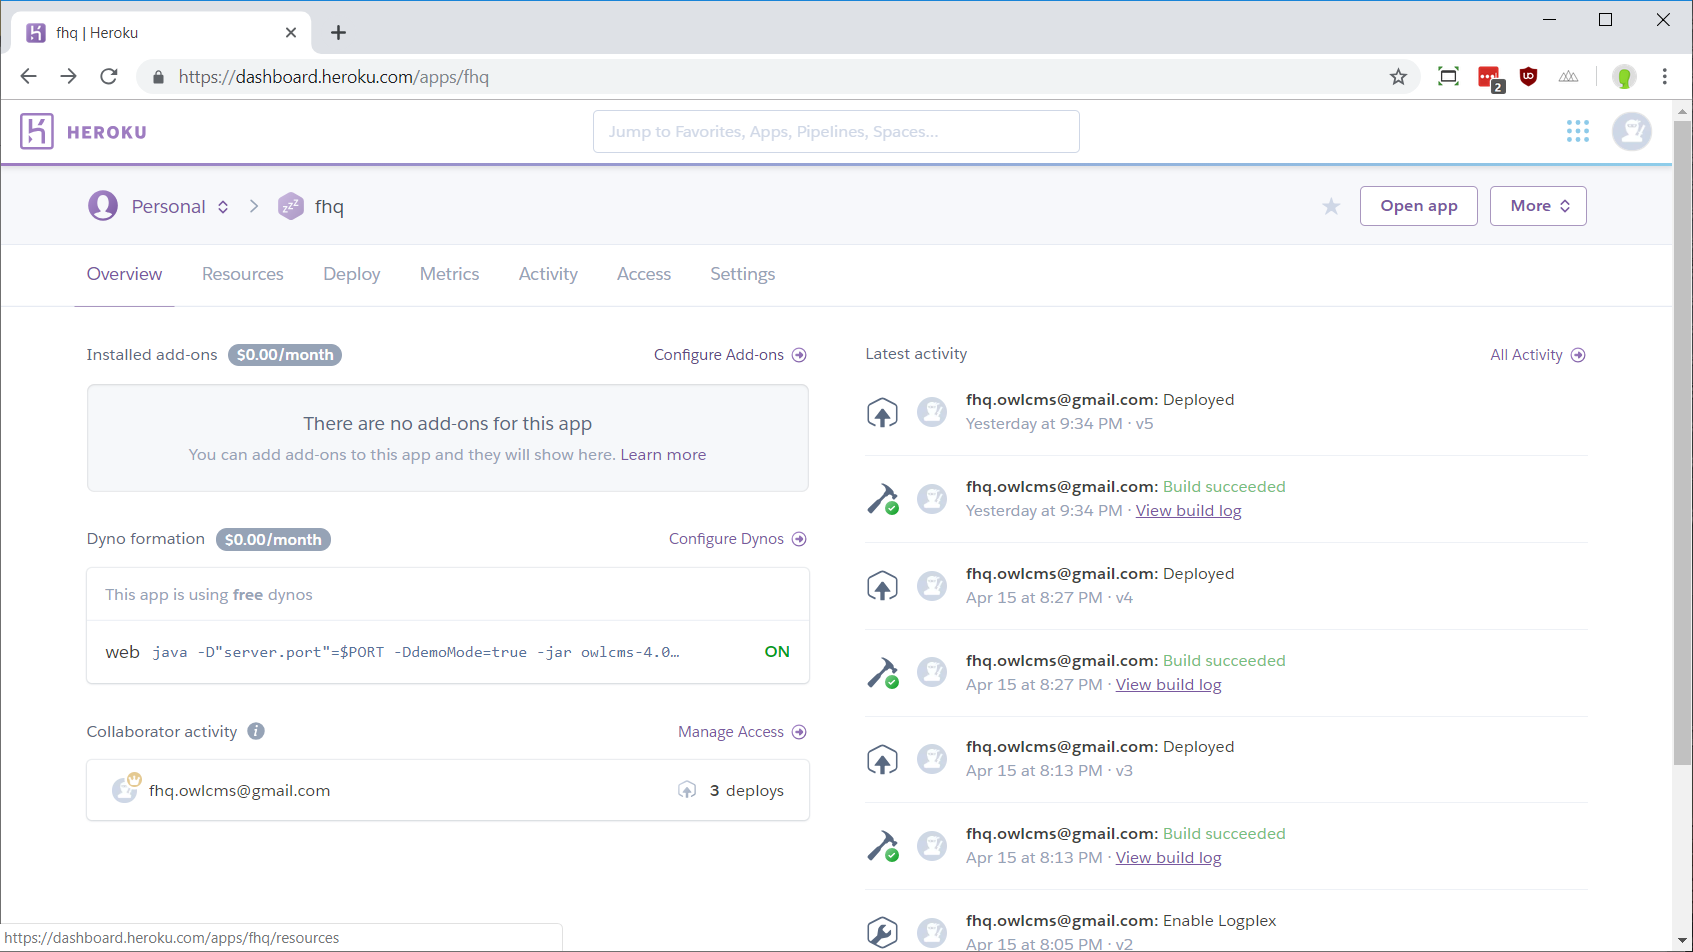 fhq | Heroku
https://dashboard.heroku.com/apps/fhq
2
HEROKU
Jump to Favorites, Apps, Pipelines, Spaces...
Personal
zzz
fhq
Open app
More
Overview
Resources
Deploy
Metrics
Activity
Access
Settings
Installed add-ons $0.00/month
Configure Add-ons
There are no add-ons for this app
You can add add-ons to this app and they will show here. Learn more
Dyno formation $0.00/month
Configure Dynos
This app is using free dynos
web java -D"server.port"=$PORT -DdemoMode=true -jar owlcms-4.0…
ON
Collaborator activity i
Manage Access
fhq.owlcms@gmail.com
3 deploys
Latest activity
All Activity
fhq.owlcms@gmail.com: Deployed
Yesterday at 9:34 PM · v5
fhq.owlcms@gmail.com: Build succeeded
Yesterday at 9:34 PM · View build log
fhq.owlcms@gmail.com: Deployed
Apr 15 at 8:27 PM · v4
fhq.owlcms@gmail.com: Build succeeded
Apr 15 at 8:27 PM · View build log
fhq.owlcms@gmail.com: Deployed
Apr 15 at 8:13 PM · v3
fhq.owlcms@gmail.com: Build succeeded
Apr 15 at 8:13 PM · View build log
fhq.owlcms@gmail.com: Enable Logplex
Apr 15 at 8:05 PM · v2
https://dashboard.heroku.com/apps/fhq/resources